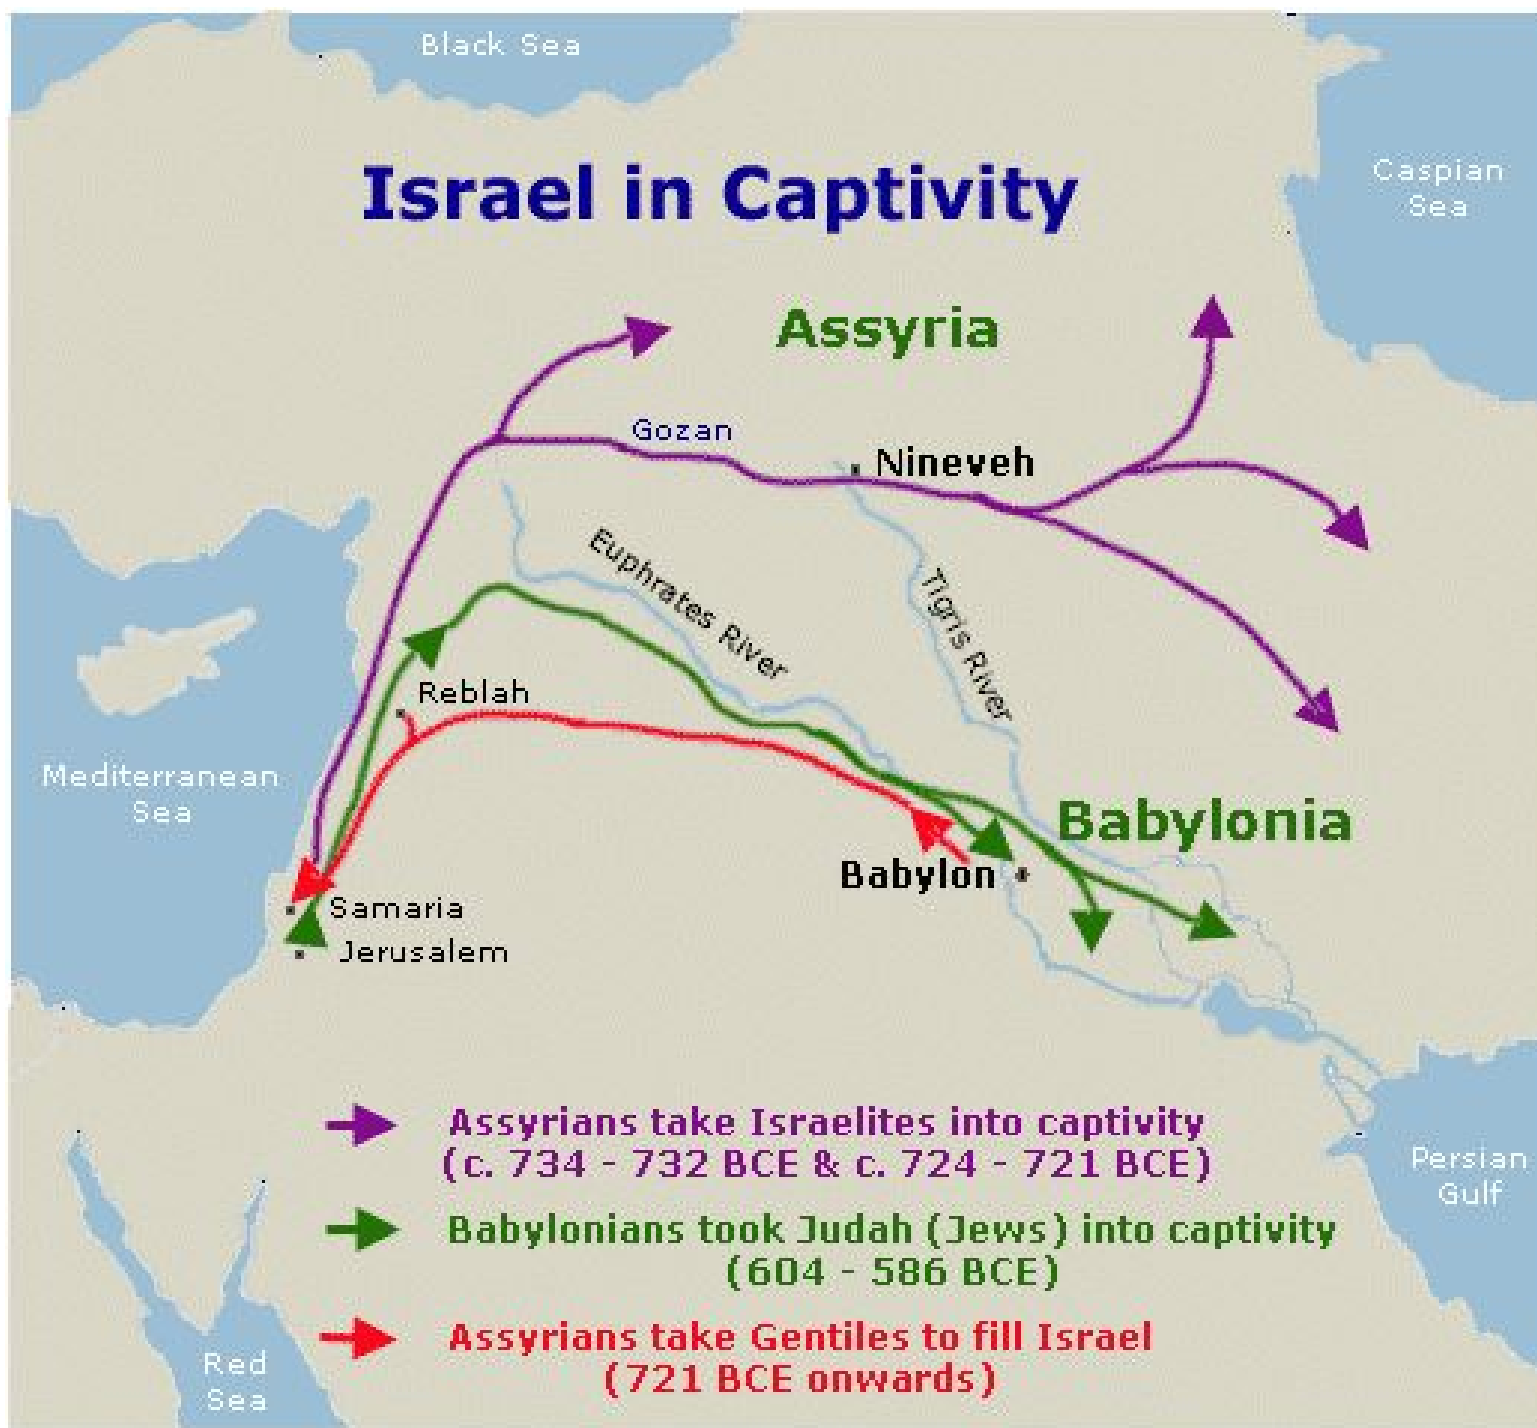 Black Sea
Caspian
Sea
Israel in Captivity
Assyria
Gozan
Nineveh
Euphrates River
Tigris River
Reblah
Mediterranean
Sea
Babylonia
Babylon
Samaria
Jerusalem
Assyrians take Israelites into captivity
(c. 734 - 732 BCE & c. 724 - 721 BCE)
Persian
Gulf
Babylonians took Judah (Jews) into captivity
(604 - 586 BCE)
Assyrians take Gentiles to fill Israel
(721 BCE onwards)
Red
Sea